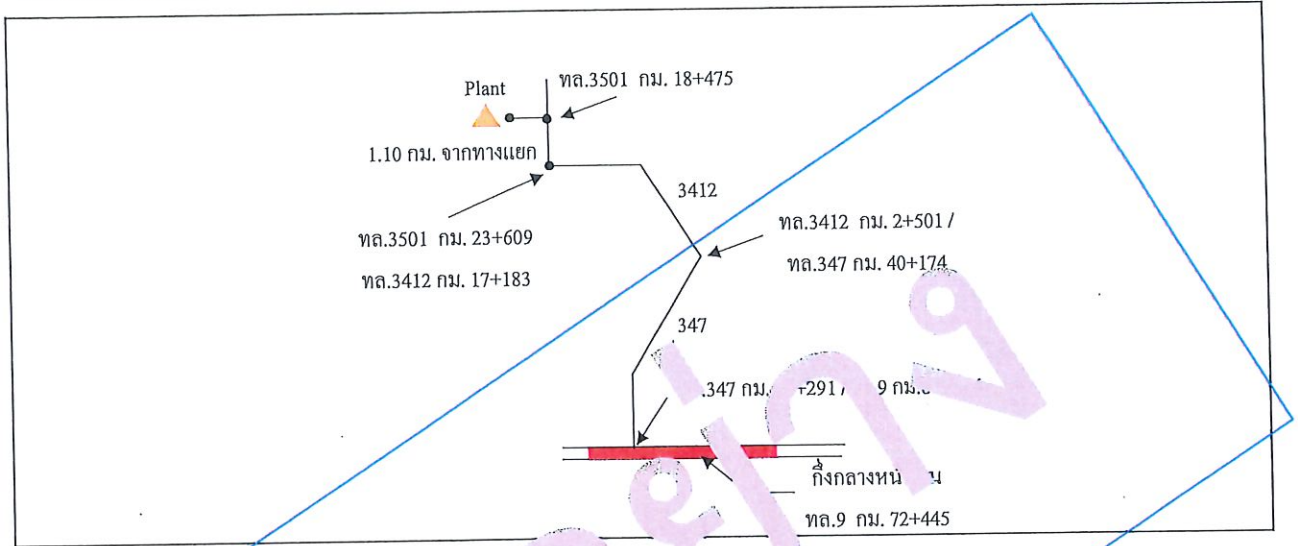 Plant
ทล.3501 กม. 18+475
1.10 กม. จากทางแยก
3412
ทล.3501 กม. 23+609
ทล.3412 กม. 17+183
ทล.3412 กม. 2+501 /
ทล.347 กม. 40+174
347
347 กม. +291 / 9 กม.
กึ่งกลาง
ทล.9 กม. 72+445